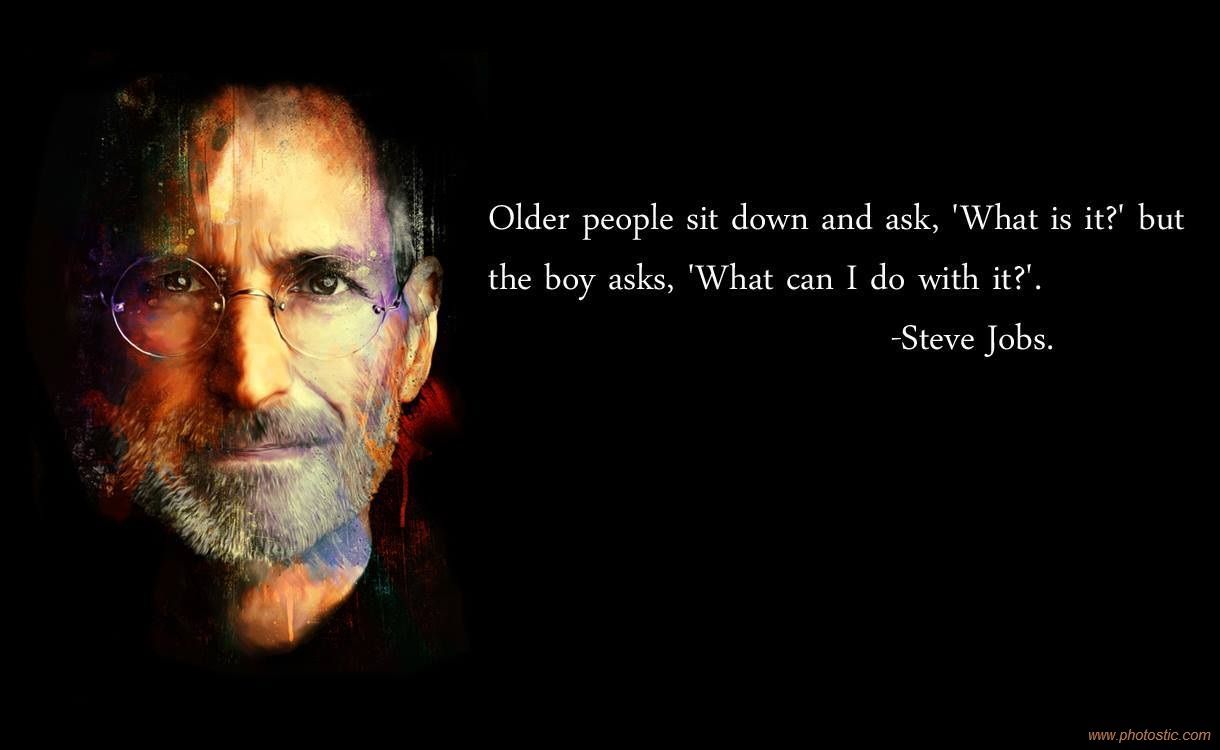 Older people sit down and ask, 'What is it?' but
the boy asks, 'What can I do with it?'.
-Steve Jobs.
www.photostic.com